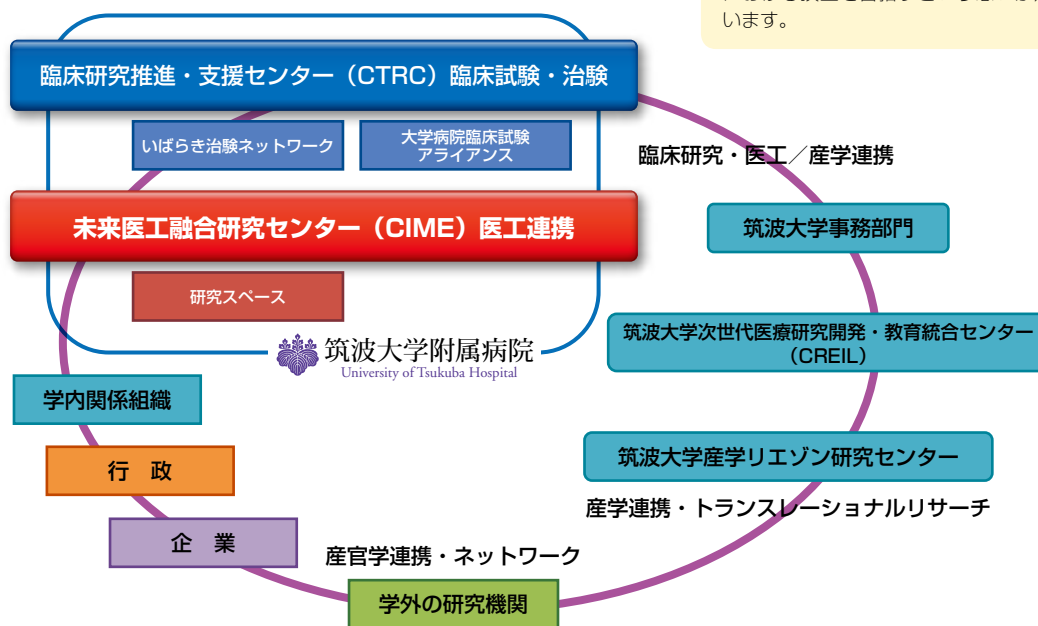 います。
臨床研究推進・支援センター（CTRC）臨床試験・治験
いばらき治験ネットワーク
大学病院臨床試験
アライアンス
臨床研究・医工／産学連携
未来医工融合研究センター（CIME）医工連携
筑波大学事務部門
研究スペース
筑波大学次世代医療研究開発・教育統合センター
（CREIL）
筑波大学附属病院
University of Tsukuba Hospital
学内関係組織
行　政
筑波大学産学リエゾン研究センター
産学連携・トランスレーショナルリサーチ
企　業
産官学連携・ネットワーク
学外の研究機関